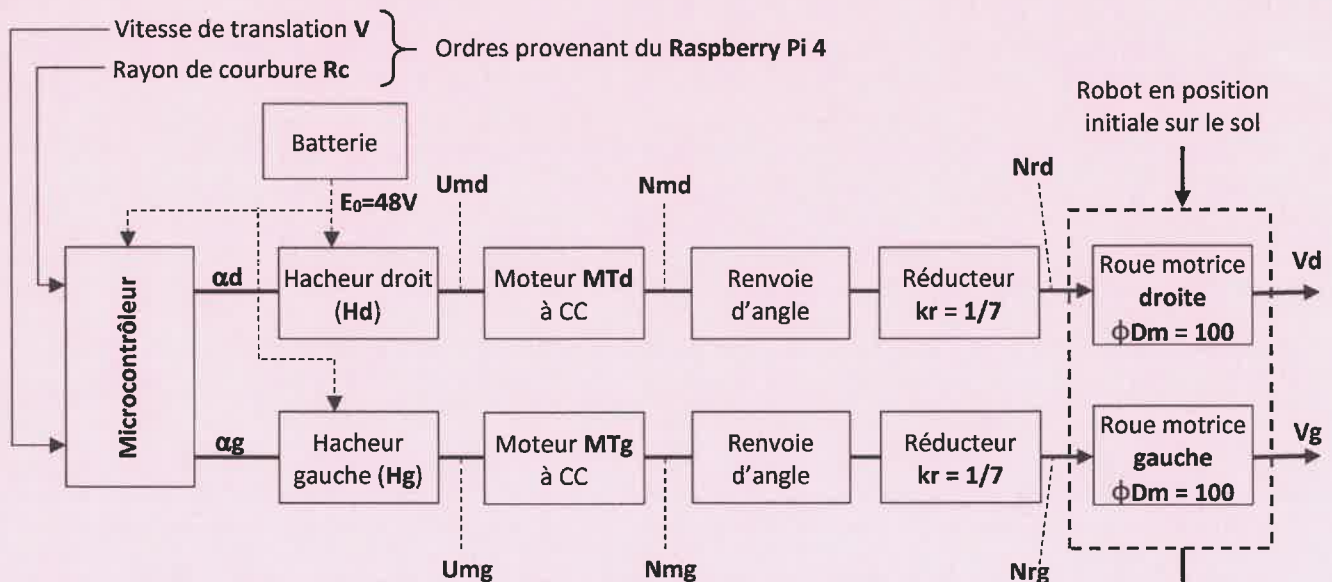 Vitesse de translation V
Rayon de courbure Rc
Ordres provenant du Raspberry Pi 4
Robot en position
initiale sur le sol
Batterie
E₀=48V
Umd
Nmd
Nrd
Microcontrôleur
αd
Hacheur droit
(Hd)
Moteur MTd
à CC
Renvoie
d'angle
Réducteur
kr = 1/7
Roue motrice
droite
ϕDm = 100
Vd
αg
Hacheur
gauche (Hg)
Moteur MTg
à CC
Renvoie
d'angle
Réducteur
kr = 1/7
Roue motrice
gauche
ϕDm = 100
Vg
Umg
Nmg
Nrg